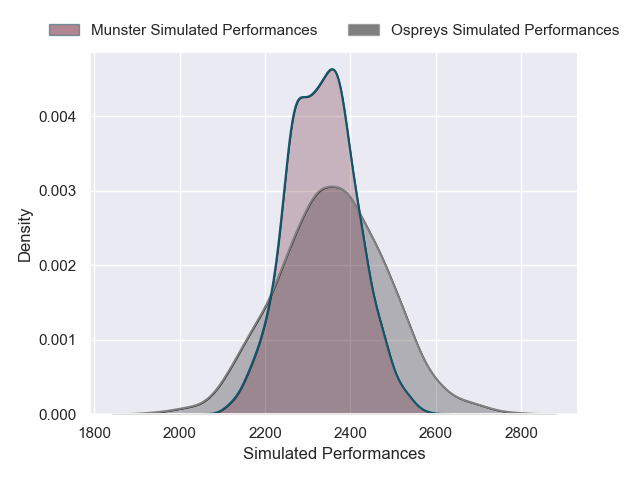 Munster Simulated Performances Ospreys Simulated Performances
0.004
0.003
0.002
0.001
0.000
Density
1800 2000 2200 2400 2600 2800
Simulated Performances